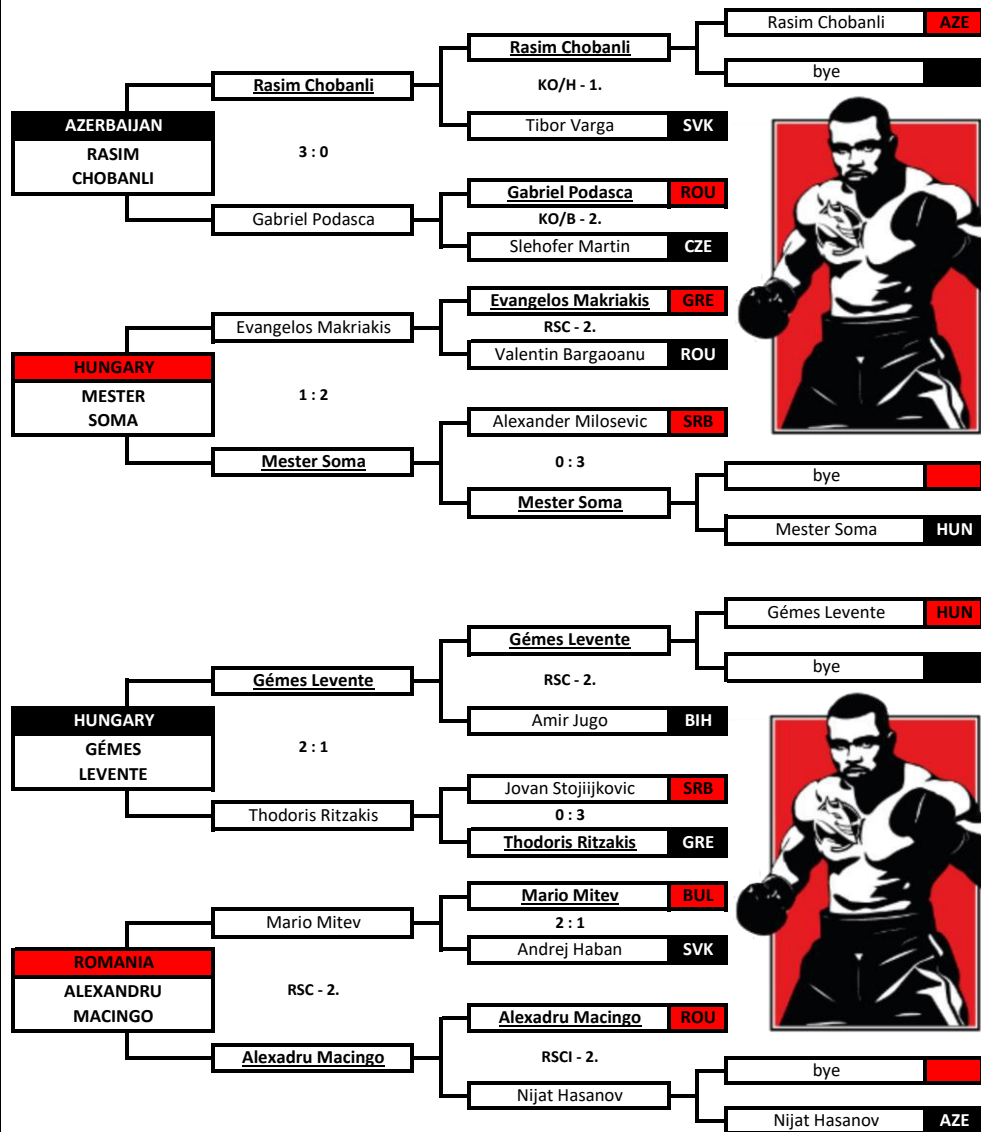 Rasim Chobanli AZE
Rasim Chobanli
bye
Rasim Chobanli
KO/H - 1.
AZERBAIJAN
Tibor Varga SVK
RASIM
CHOBANLI
3 : 0
Gabriel Podasca ROU
Gabriel Podasca
KO/B - 2.
Slehofer Martin CZE
Evangelos Makriakis GRE
Evangelos Makriakis
RSC - 2.
Valentin Bargaoanu ROU
HUNGARY
MESTER
SOMA
1 : 2
Alexander Milosevic SRB
Mester Soma
0 : 3
bye
Mester Soma
Mester Soma HUN
Gémes Levente HUN
Gémes Levente
bye
Gémes Levente
RSC - 2.
HUNGARY
Amir Jugo BIH
GÉMES
LEVENTE
2 : 1
Jovan Stojiijkovic SRB
Thodoris Ritzakis
0 : 3
Thodoris Ritzakis GRE
Mario Mitev BUL
Mario Mitev
2 : 1
Andrej Haban SVK
ROMANIA
ALEXANDRU
MACINGO
RSC - 2.
Alexadru Macingo ROU
Alexadru Macingo
RSCI - 2.
bye
Nijat Hasanov
Nijat Hasanov AZE